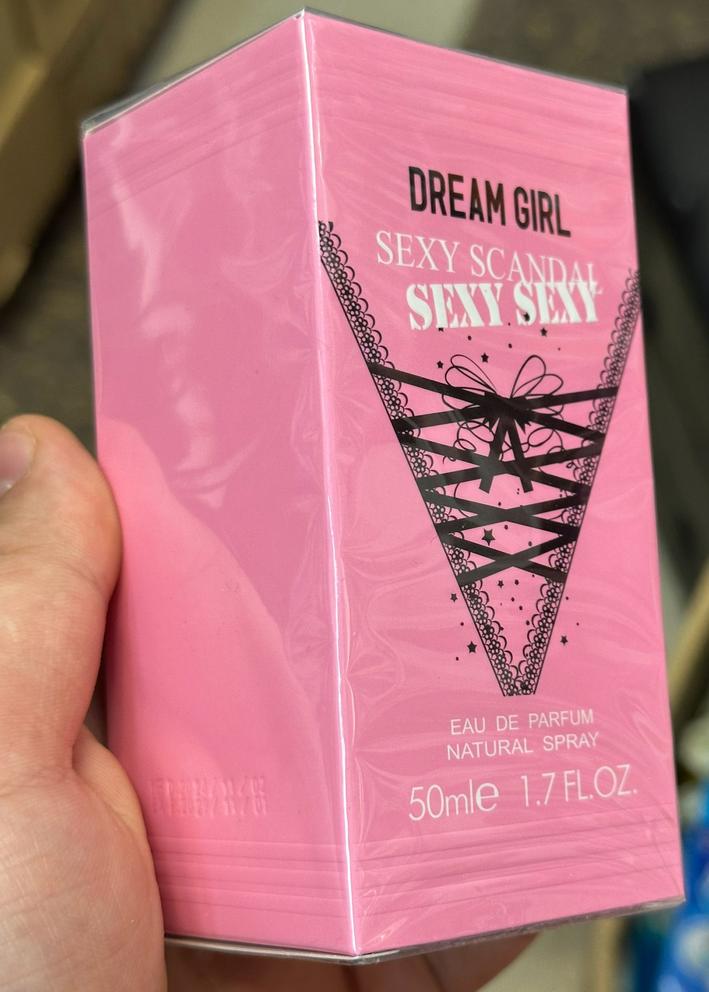 DREAM GIRL
SEXY SCANDAL
SEXY SEXY
EAU DE PARFUM
NATURAL SPRAY
50mle 1.7 FL.OZ.